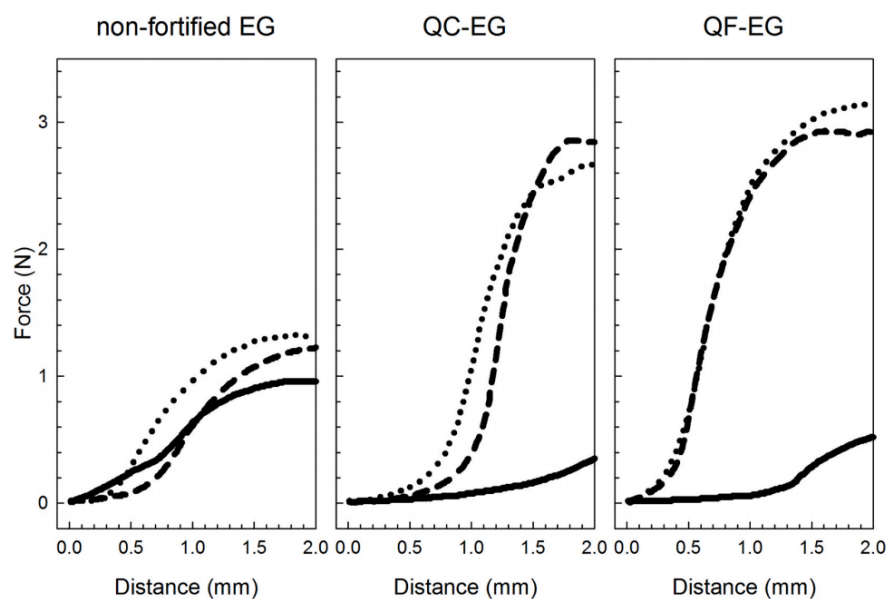 non-fortified EG QC-EG QF-EG
3
2
1
0
Force (N)
0.0 0.5 1.0 1.5 2.0 0.0 0.5 1.0 1.5 2.0 0.0 0.5 1.0 1.5 2.0
Distance (mm) Distance (mm) Distance (mm)